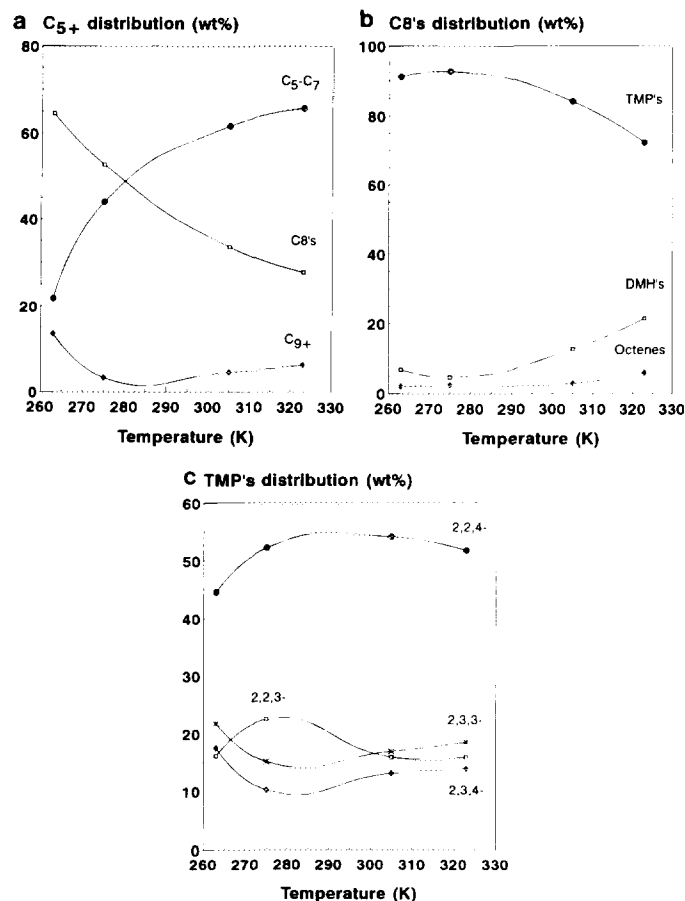 a C5+ distribution (wt%)
80
60
40
20
0
C5-C7
C8's
C9+
260 270 280 290 300 310 320 330
Temperature (K)
b C8's distribution (wt%)
100
80
60
40
20
0
TMP's
DMH's
Octenes
260 270 280 290 300 310 320 330
Temperature (K)
c TMP's distribution (wt%)
60
50
40
30
20
10
0
2,2,4-
2,2,3-
2,3,3-
2,3,4-
260 270 280 290 300 310 320 330
Temperature (K)